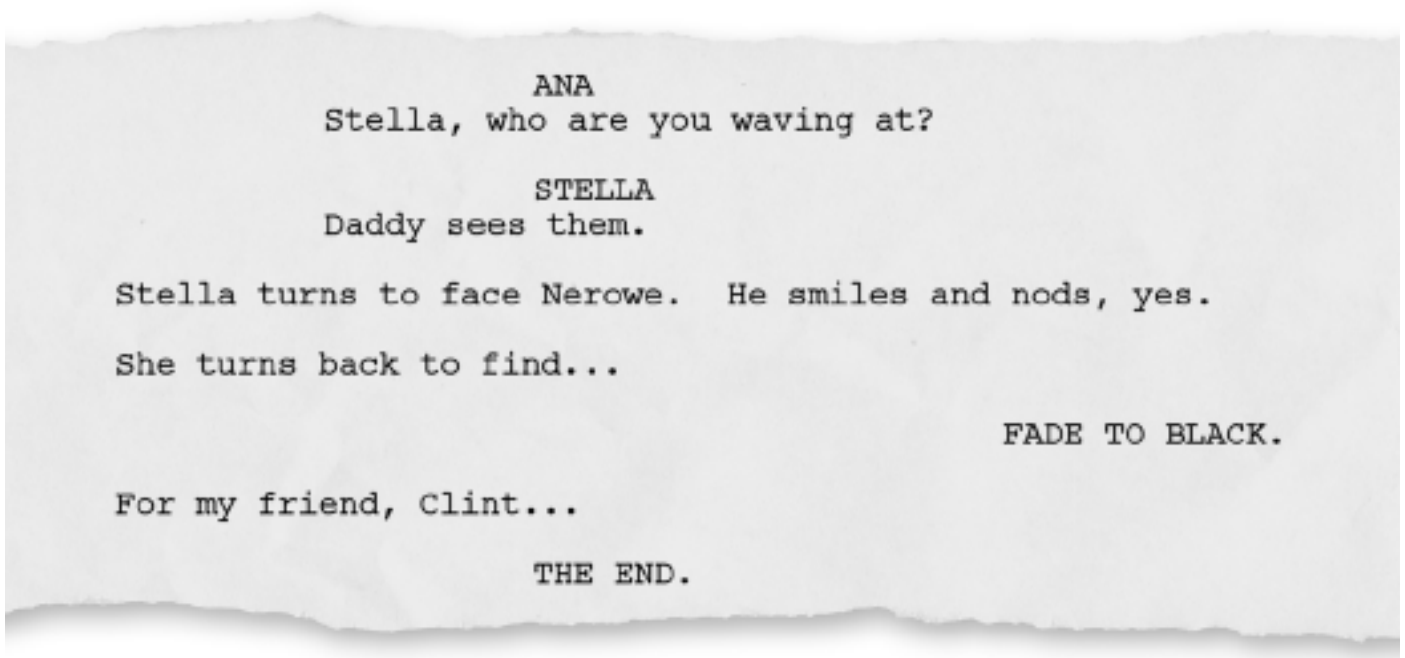 ANA
Stella, who are you waving at?
STELLA
Daddy sees them.
Stella turns to face Nerowe.  He smiles and nods, yes.
She turns back to find...
FADE TO BLACK.
For my friend, Clint...
THE END.